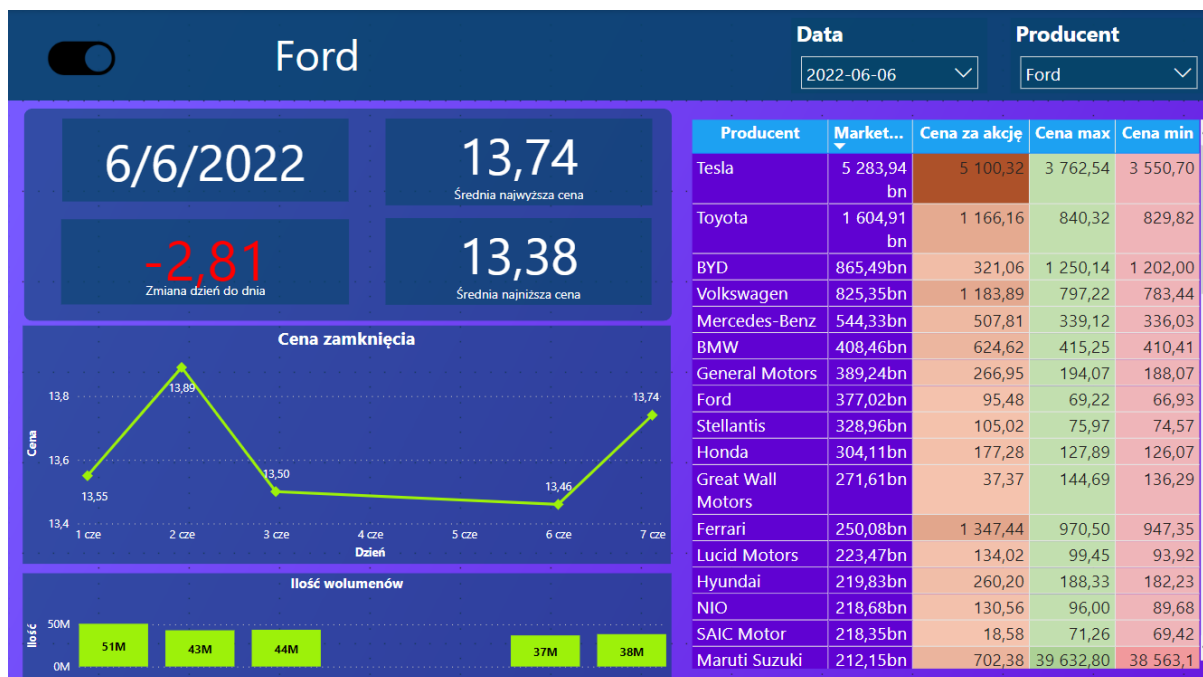 Ford
Data
2022-06-06
Producent
Ford
6/6/2022
13,74
Średnia najwyższa cena
-2,81
Zmiana dzień do dnia
13,38
Średnia najniższa cena
Cena zamknięcia
Cena
13,8
13,6
13,4
13,55
13,89
13,50
13,46
13,74
1 cze 2 cze 3 cze 4 cze 5 cze 6 cze 7 cze
Dzień
Ilość wolumenów
Ilość
50M
0M
51M 43M 44M 37M 38M
Producent Market... Cena za akcję Cena max Cena min
Tesla 5 283,94 5 100,32 3 762,54 3 550,70
bn
Toyota 1 604,91 1 166,16 840,32 829,82
bn
BYD 865,49bn 321,06 1 250,14 1 202,00
Volkswagen 825,35bn 1 183,89 797,22 783,44
Mercedes-Benz 544,33bn 507,81 339,12 336,03
BMW 408,46bn 624,62 415,25 410,41
General Motors 389,24bn 266,95 194,07 188,07
Ford 377,02bn 95,48 69,22 66,93
Stellantis 328,96bn 105,02 75,97 74,57
Honda 304,11bn 177,28 127,89 126,07
Great Wall 271,61bn 37,37 144,69 136,29
Motors
Ferrari 250,08bn 1 347,44 970,50 947,35
Lucid Motors 223,47bn 134,02 99,45 93,92
Hyundai 219,83bn 260,20 188,33 182,23
NIO 218,68bn 130,56 96,00 89,68
SAIC Motor 218,35bn 18,58 71,26 69,42
Maruti Suzuki 212,15bn 702,38 39 632,80 38 563,1